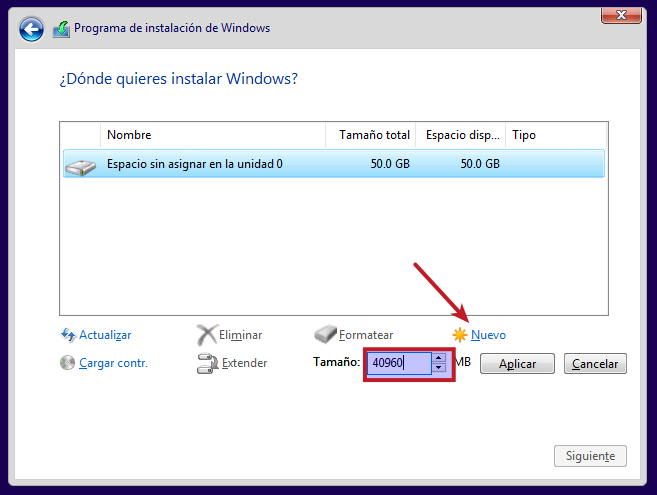 Programa de instalación de Windows
¿Dónde quieres instalar Windows?
Nombre Tamaño total Espacio disp... Tipo
Espacio sin asignar en la unidad 0 50.0 GB 50.0 GB
Actualizar Eliminar Formatear Nuevo
Cargar contr. Extender Tamaño: 40960 MB Aplicar Cancelar
Siguiente